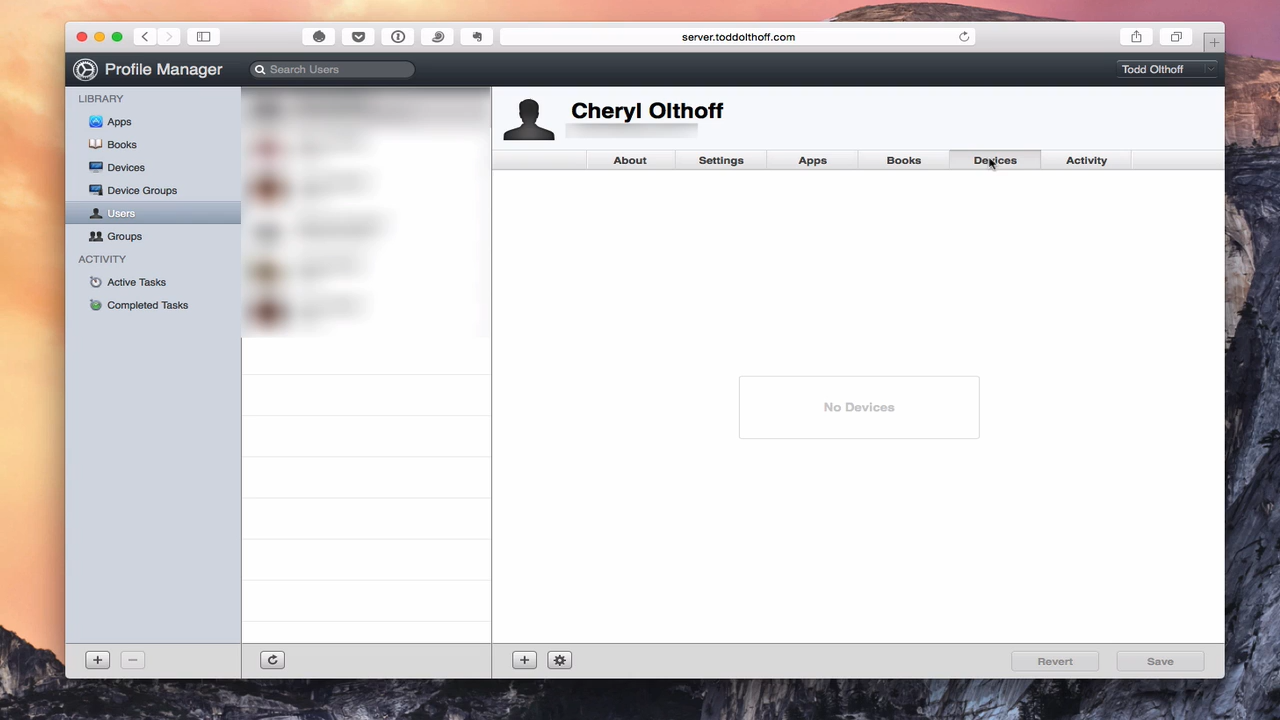 server.toddolthoff.com
Profile Manager
Search Users
Todd Olthoff
LIBRARY
Apps
Books
Devices
Device Groups
Users
Groups
ACTIVITY
Active Tasks
Completed Tasks
Cheryl Olthoff
About
Settings
Apps
Books
Devices
Activity
No Devices
Revert
Save